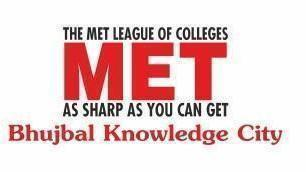 THE MET LEAGUE OF COLLEGES
MET
AS SHARP AS YOU CAN GET
Bhujbal Knowledge City